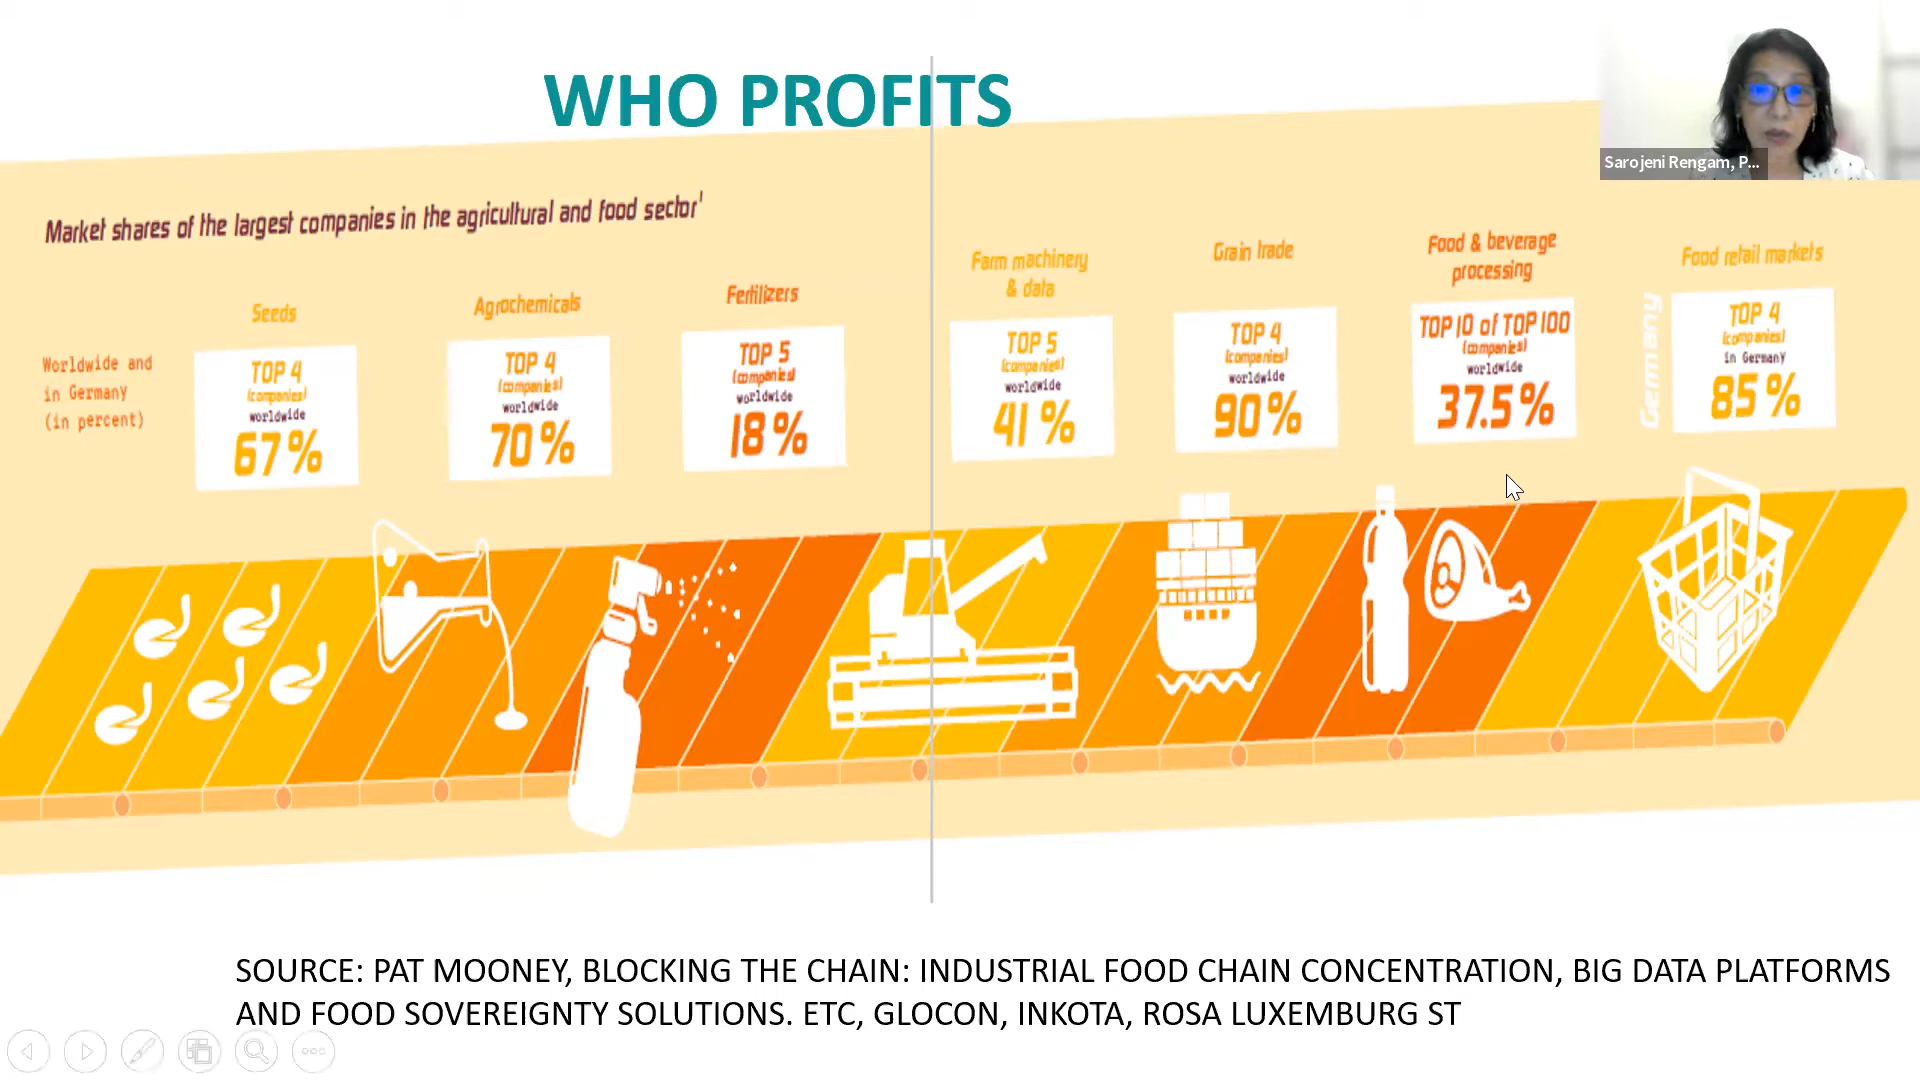 WHO PROFITS
Sarojeni Rengam, P...
Market shares of the largest companies in the agricultural and food sector¹
Worldwide and
in Germany
(in percent)
Seeds
TOP 4
(companies)
worldwide
67%
Agrochemicals
TOP 4
(companies)
worldwide
70%
Fertilizers
TOP 5
(companies)
worldwide
18%
Farm machinery
& data
TOP 5
(companies)
worldwide
41%
Grain trade
TOP 4
(companies)
worldwide
90%
Food & beverage
processing
TOP 10 of TOP 100
(companies)
worldwide
37.5%
Food retail markets
Germany
TOP 4
(companies)
in Germany
85%
SOURCE: PAT MOONEY, BLOCKING THE CHAIN: INDUSTRIAL FOOD CHAIN CONCENTRATION, BIG DATA PLATFORMS
AND FOOD SOVEREIGNTY SOLUTIONS. ETC, GLOCON, INKOTA, ROSA LUXEMBURG ST